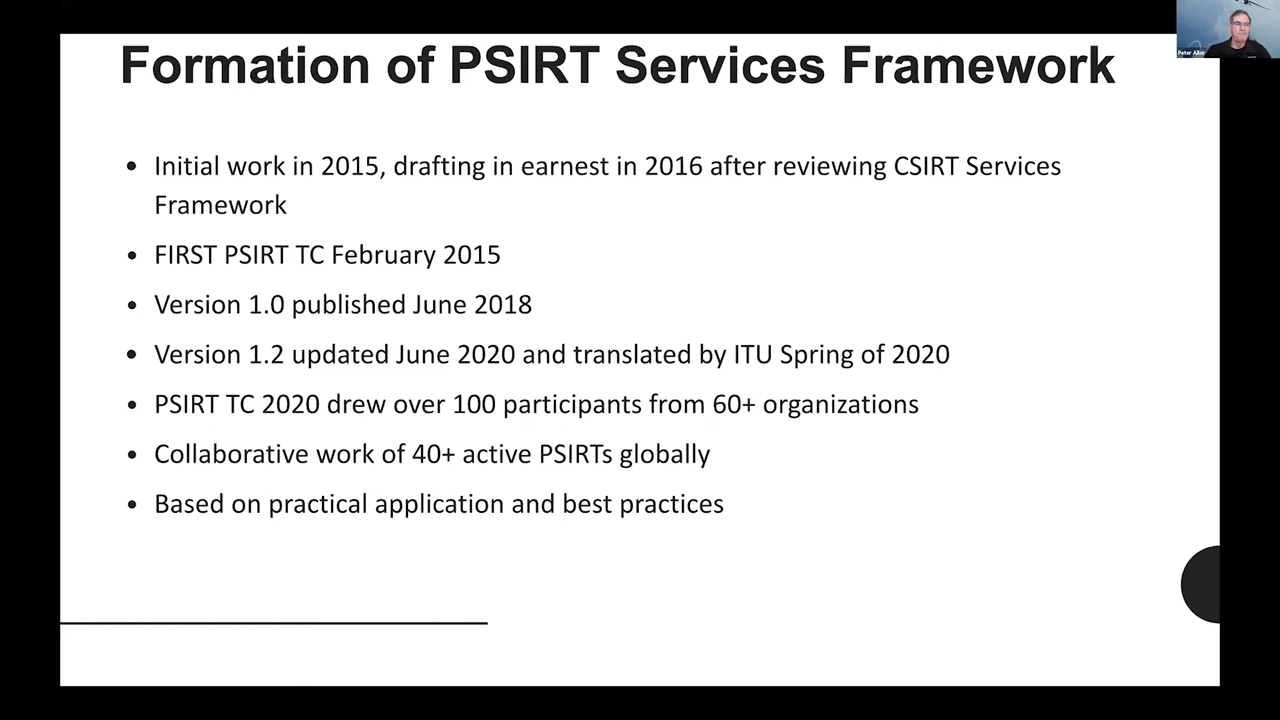 Formation of PSIRT Services Framework
• Initial work in 2015, drafting in earnest in 2016 after reviewing CSIRT Services
Framework
• FIRST PSIRT TC February 2015
• Version 1.0 published June 2018
• Version 1.2 updated June 2020 and translated by ITU Spring of 2020
• PSIRT TC 2020 drew over 100 participants from 60+ organizations
• Collaborative work of 40+ active PSIRTs globally
• Based on practical application and best practices
Peter Allor